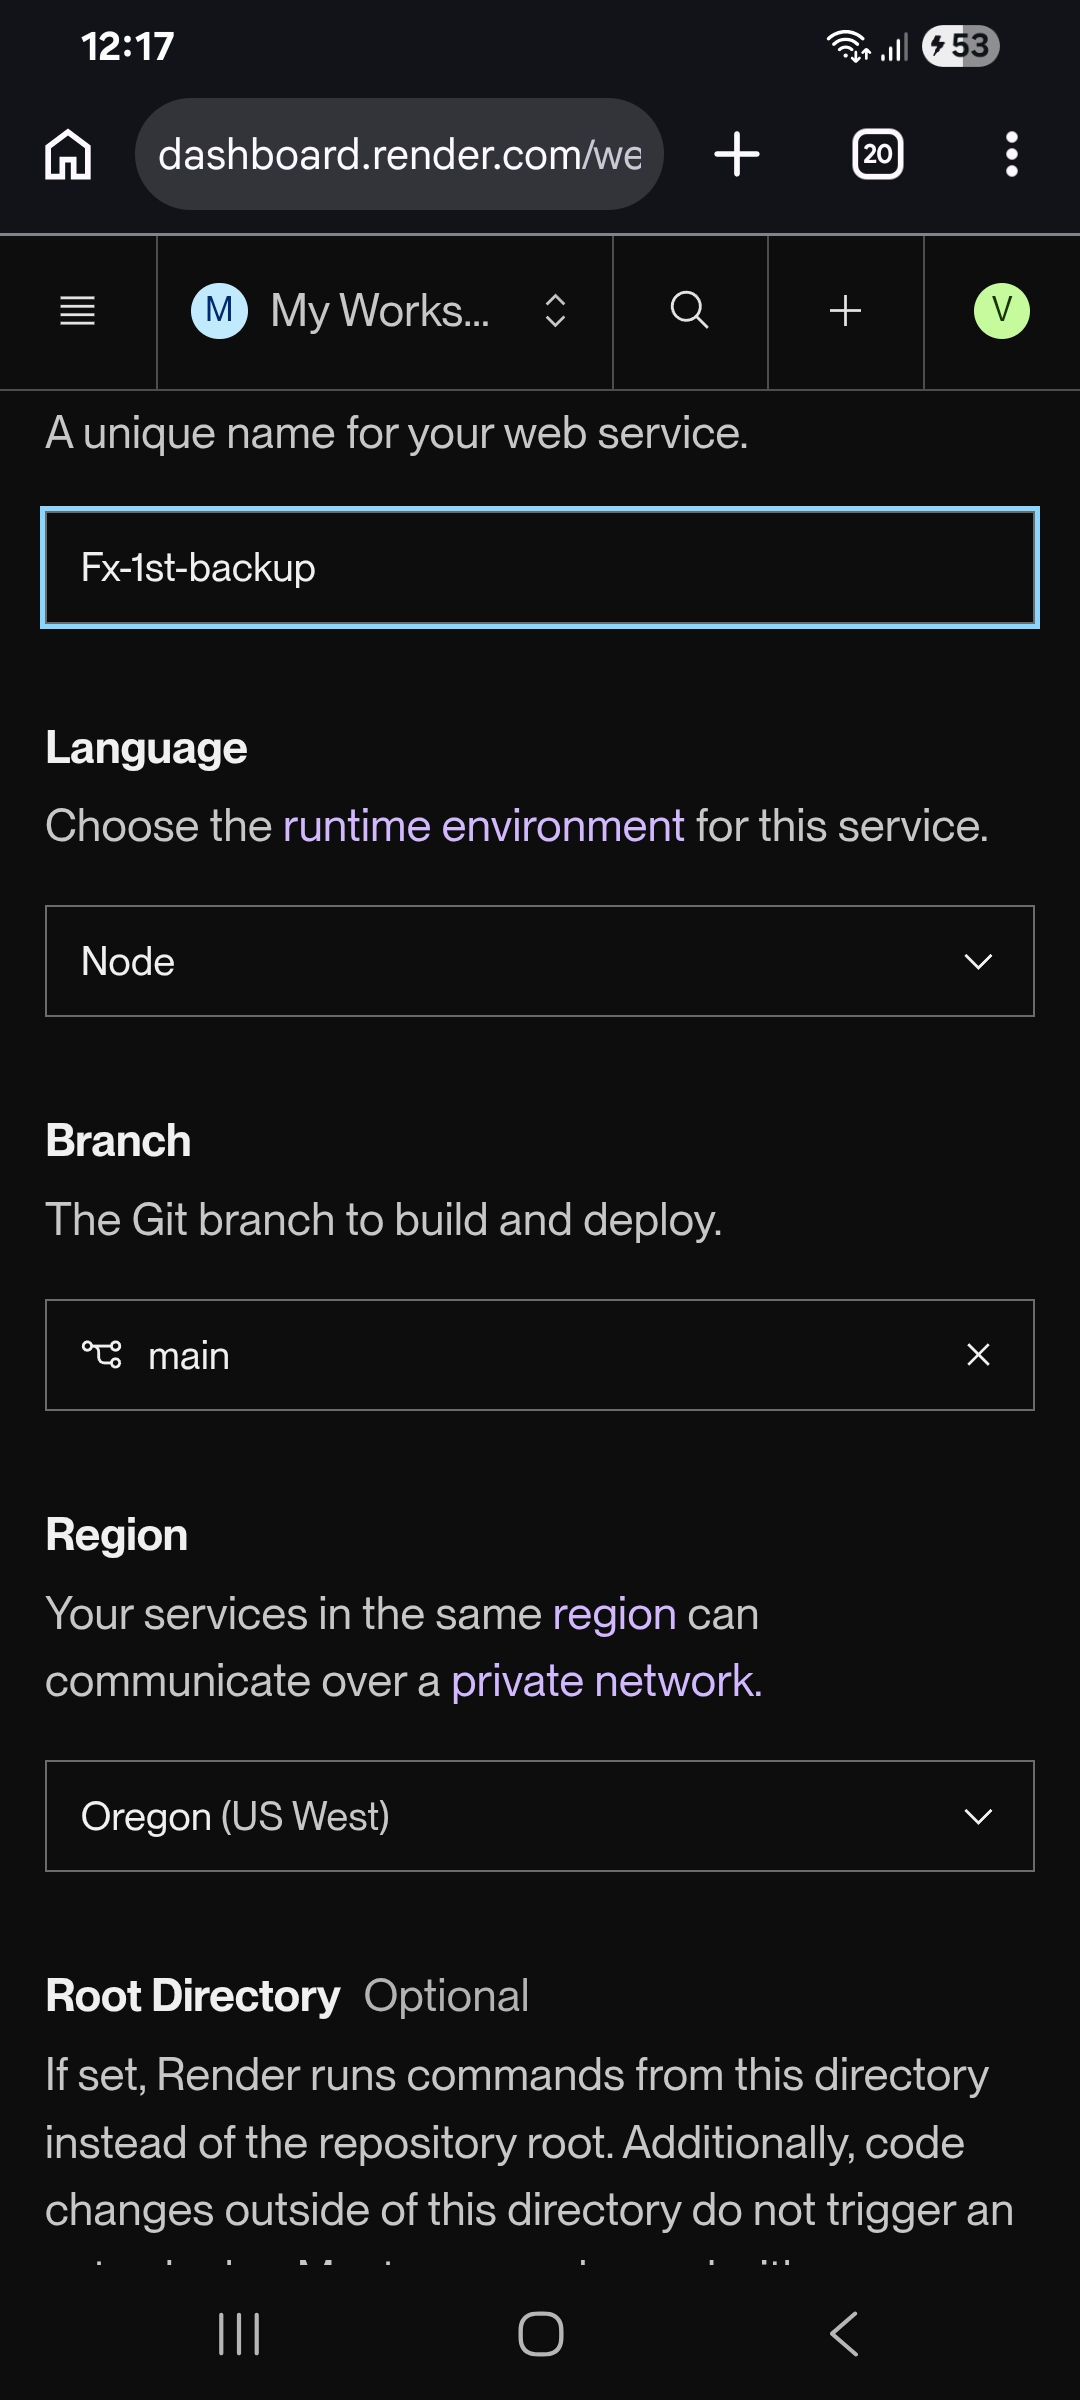 12:17
53
dashboard.render.com/we
20
M My Works...
V
A unique name for your web service.
Fx-1st-backup
Language
Choose the runtime environment for this service.
Node
Branch
The Git branch to build and deploy.
main
Region
Your services in the same region can
communicate over a private network.
Oregon (US West)
Root Directory Optional
If set, Render runs commands from this directory
instead of the repository root. Additionally, code
changes outside of this directory do not trigger an